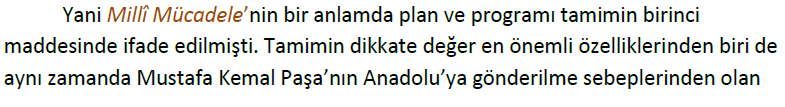 Yani Millî Mücadele’nin bir anlamda plan ve programı tamimin birinci
maddesinde ifade edilmişti. Tamimin dikkate değer en önemli özelliklerinden biri de
aynı zamanda Mustafa Kemal Paşa’nın Anadolu’ya gönderilme sebeplerinden olan